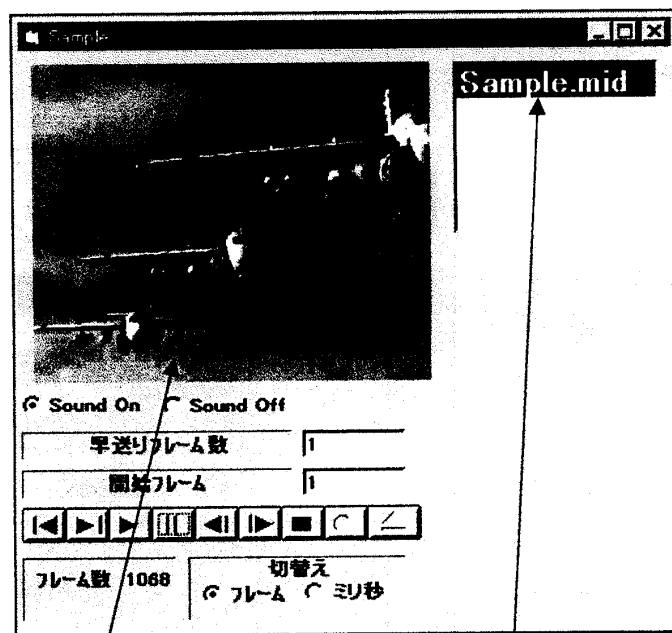 Sample
Sample.mid
Sound On Sound Off
早送りフレーム数 1
開始フレーム 1
フレーム数 1068
切替え
フレーム ミリ秒